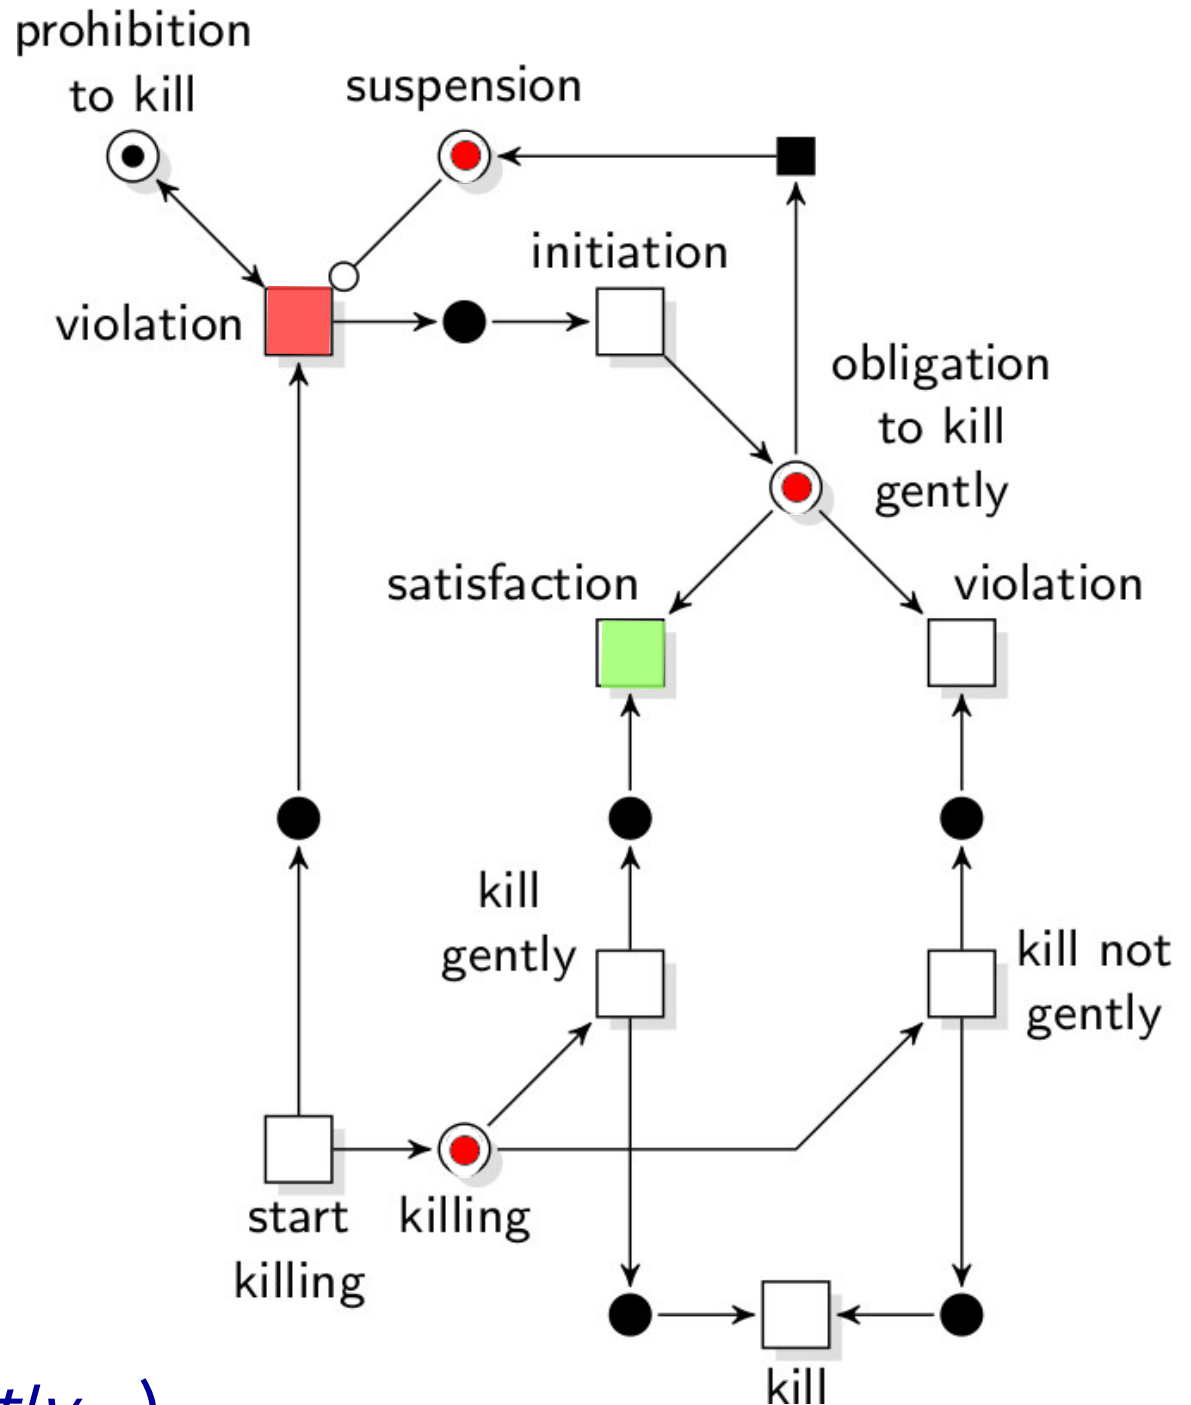 prohibition
to kill
suspension
initiation
violation
obligation
to kill
gently
satisfaction
violation
kill
gently
kill not
gently
start
killing
killing
kill